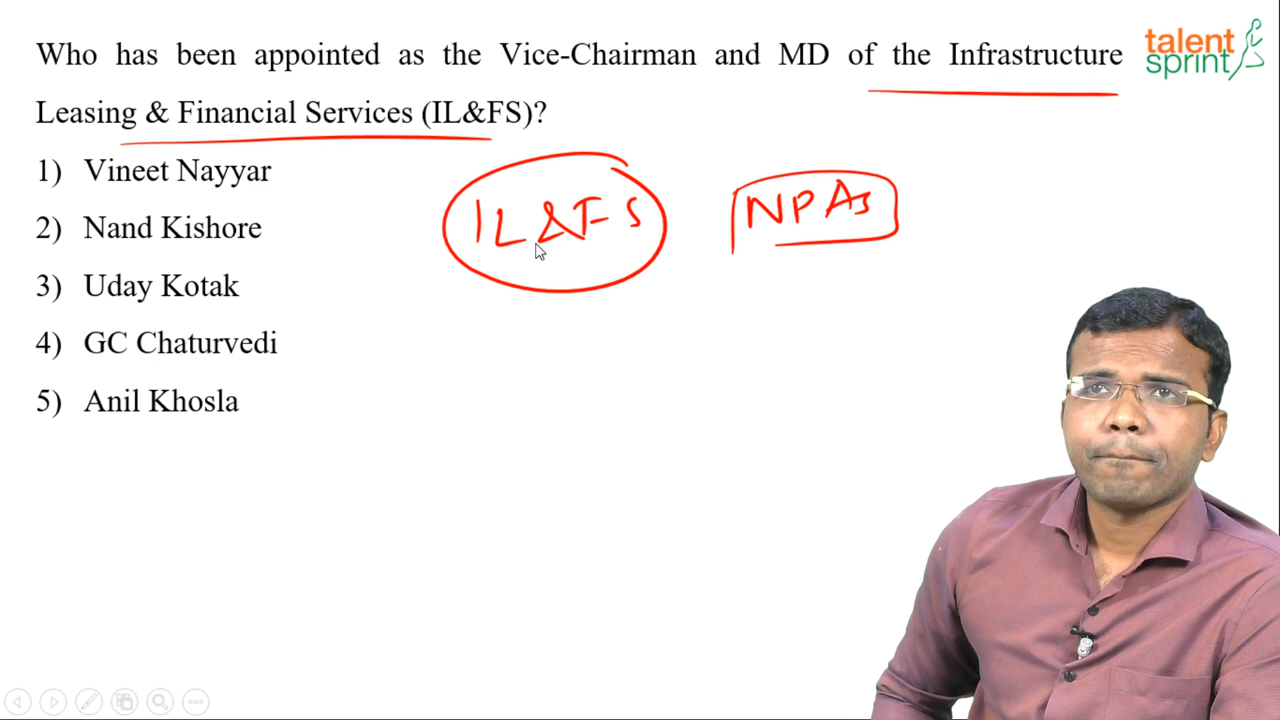 Who has been appointed as the Vice-Chairman and MD of the Infrastructure
Leasing & Financial Services (IL&FS)?
1) Vineet Nayyar
2) Nand Kishore
3) Uday Kotak
4) GC Chaturvedi
5) Anil Khosla
IL&FS
NPAs
talent
sprint